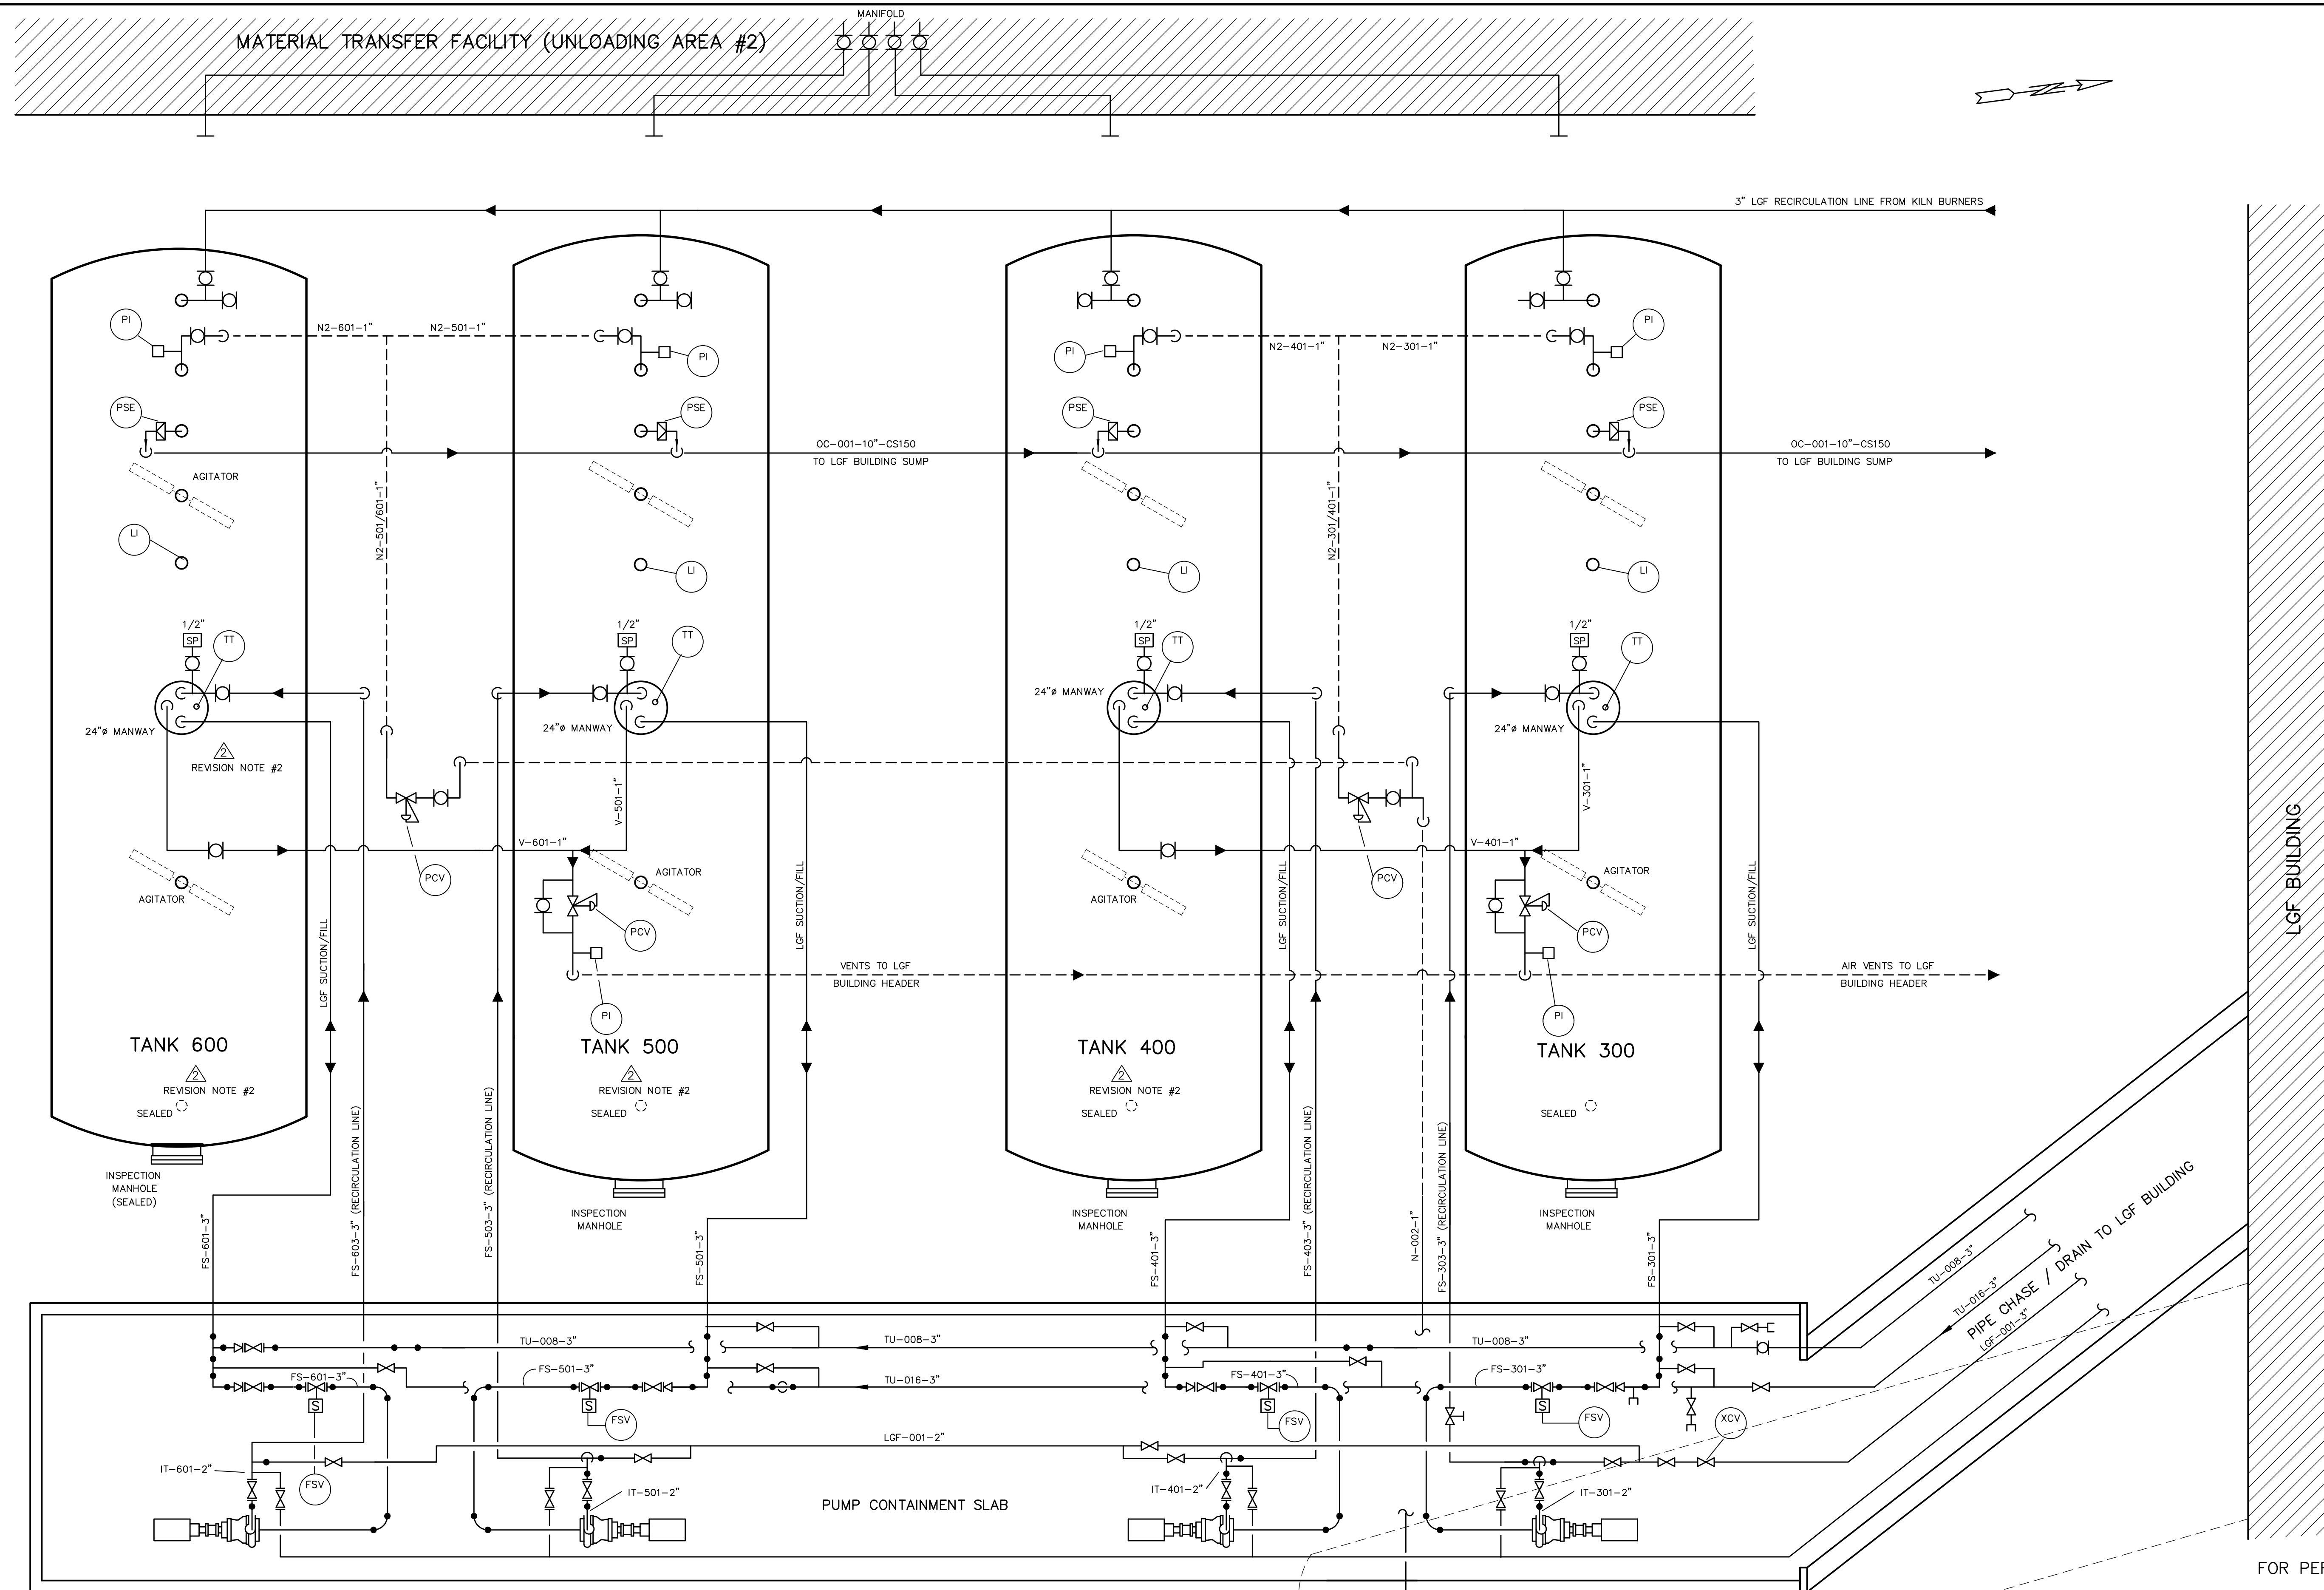 MANIFOLD
MATERIAL TRANSFER FACILITY (UNLOADING AREA #2)
3" LGF RECIRCULATION LINE FROM KILN BURNERS
PI
N2-601-1"
N2-501-1"
PI
PI
N2-401-1"
N2-301-1"
PI
PSE
PSE
PSE
PSE
OC-001-10"-CS150
TO LGF BUILDING SUMP
OC-001-10"-CS150
TO LGF BUILDING SUMP
AGITATOR
N2-501/601-1"
N2-301/401-1"
LI
LI
LI
LI
1/2"
SP
TT
1/2"
SP
TT
1/2"
SP
TT
1/2"
SP
TT
24"ø MANWAY
24"ø MANWAY
24"ø MANWAY
24"ø MANWAY
2
REVISION NOTE #2
V-501-1"
V-301-1"
V-601-1"
V-401-1"
PCV
PCV
AGITATOR
AGITATOR
AGITATOR
AGITATOR
PCV
PCV
LGF SUCTION/FILL
LGF SUCTION/FILL
LGF SUCTION/FILL
LGF SUCTION/FILL
LGF BUILDING
VENTS TO LGF
BUILDING HEADER
AIR VENTS TO LGF
BUILDING HEADER
PI
PI
TANK 600
TANK 500
TANK 400
TANK 300
2
REVISION NOTE #2
2
REVISION NOTE #2
2
REVISION NOTE #2
SEALED
SEALED
SEALED
SEALED
INSPECTION
MANHOLE
(SEALED)
INSPECTION
MANHOLE
INSPECTION
MANHOLE
INSPECTION
MANHOLE
FS-601-3"
FS-603-3" (RECIRCULATION LINE)
FS-503-3" (RECIRCULATION LINE)
FS-501-3"
FS-401-3"
FS-403-3" (RECIRCULATION LINE)
N-002-1"
FS-303-3" (RECIRCULATION LINE)
FS-301-3"
TU-008-3"
TU-016-3"
PIPE CHASE / DRAIN TO LGF BUILDING
LGF-001-3"
TU-008-3"
TU-008-3"
TU-008-3"
FS-601-3"
FS-501-3"
TU-016-3"
FS-401-3"
FS-301-3"
S
S
S
S
FSV
FSV
FSV
FSV
XCV
LGF-001-2"
IT-601-2"
IT-501-2"
IT-401-2"
IT-301-2"
PUMP CONTAINMENT SLAB
FOR PER